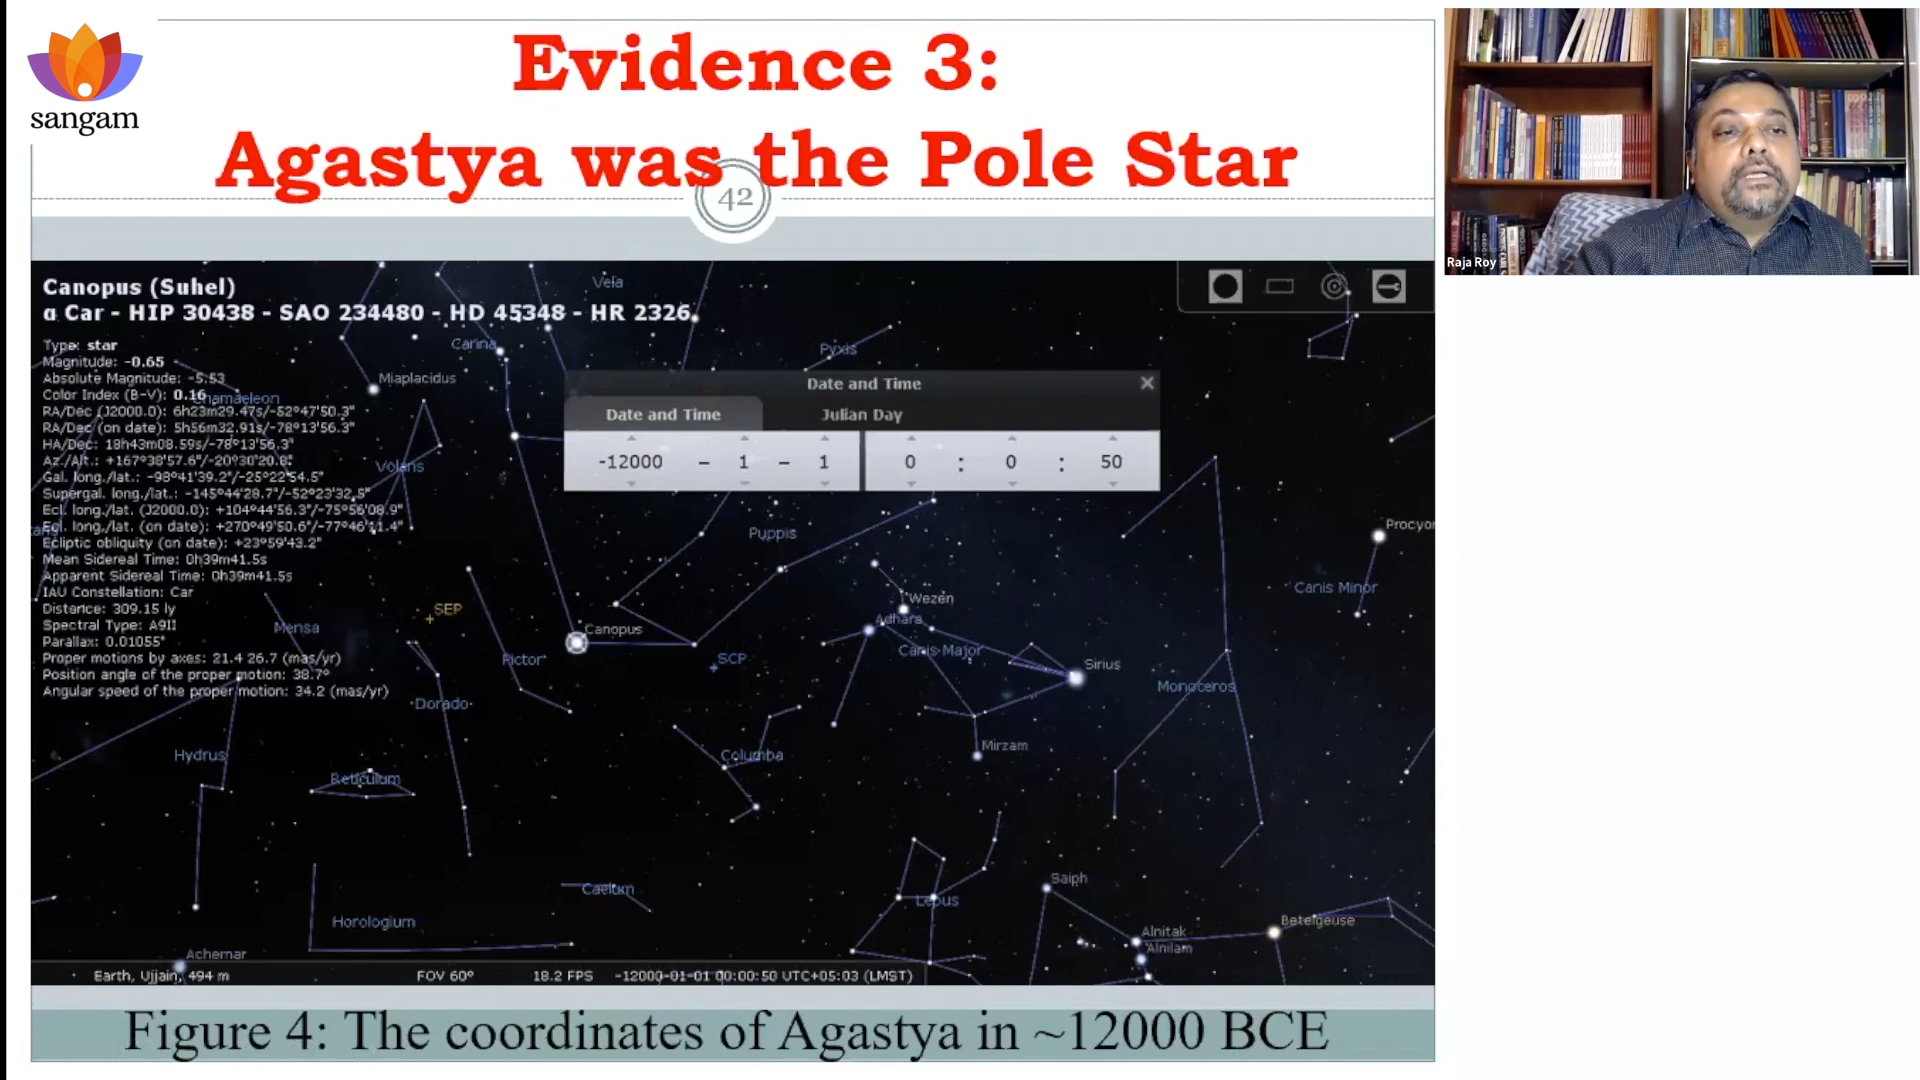 sangam
Evidence 3:
Agastya was the Pole Star
42
Raja Roy
Canopus (Suhel)
α Car - HIP 30438 - SAO 234480 - HD 45348 - HR 2326
Type: star
Magnitude: -0.65
Absolute Magnitude: -5.53
Color Index (B-V): 0.16
RA/Dec (J2000.0): 6h23m29.47s/-52°47'50.3"
RA/Dec (on date): 5h56m32.91s/-78°13'56.3"
HA/Dec: 18h43m08.59s/-78°13'56.3"
Az./Alt.: +167°38'57.6"/-20°30'20.8"
Gal. long./lat.: -98°41'39.2"/-25°22'54.5"
Supergal. long./lat.: -145°44'28.7"/-52°23'32.5"
Ecl. long./lat. (J2000.0): +104°44'56.3"/-75°56'08.9"
Ecl. long./lat. (on date): +270°49'50.6"/-77°46'11.4"
Ecliptic obliquity (on date): +23°59'43.2"
Mean Sidereal Time: 0h39m41.5s
Apparent Sidereal Time: 0h39m41.5s
IAU Constellation: Car
Distance: 309.15 ly
Spectral Type: A9II
Parallax: 0.01055"
Proper motions by axes: 21.4 26.7 (mas/yr)
Position angle of the proper motion: 38.7°
Angular speed of the proper motion: 34.2 (mas/yr)
Vela
Carina
Pyxis
Miaplacidus
Chamaeleon
Date and Time
Date and Time Julian Day
-12000 - 1 - 1 0 : 0 : 50
Volans
Puppis
Procyon
Canis Minor
Wezen
SEP
Adhara
Mensa
Canopus
Canis Major
Pictor
SCP
Sirius
Monoceros
Dorado
Mirzam
Hydrus
Columba
Reticulum
Saiph
Caelum
Lepus
Horologium
Betelgeuse
Alnitak
Alnilam
Achernar
Earth, Ujjain, 494 m FOV 60° 18.2 FPS -12000-01-01 00:00:50 UTC+05:03 (LMST)
Figure 4: The coordinates of Agastya in ~12000 BCE